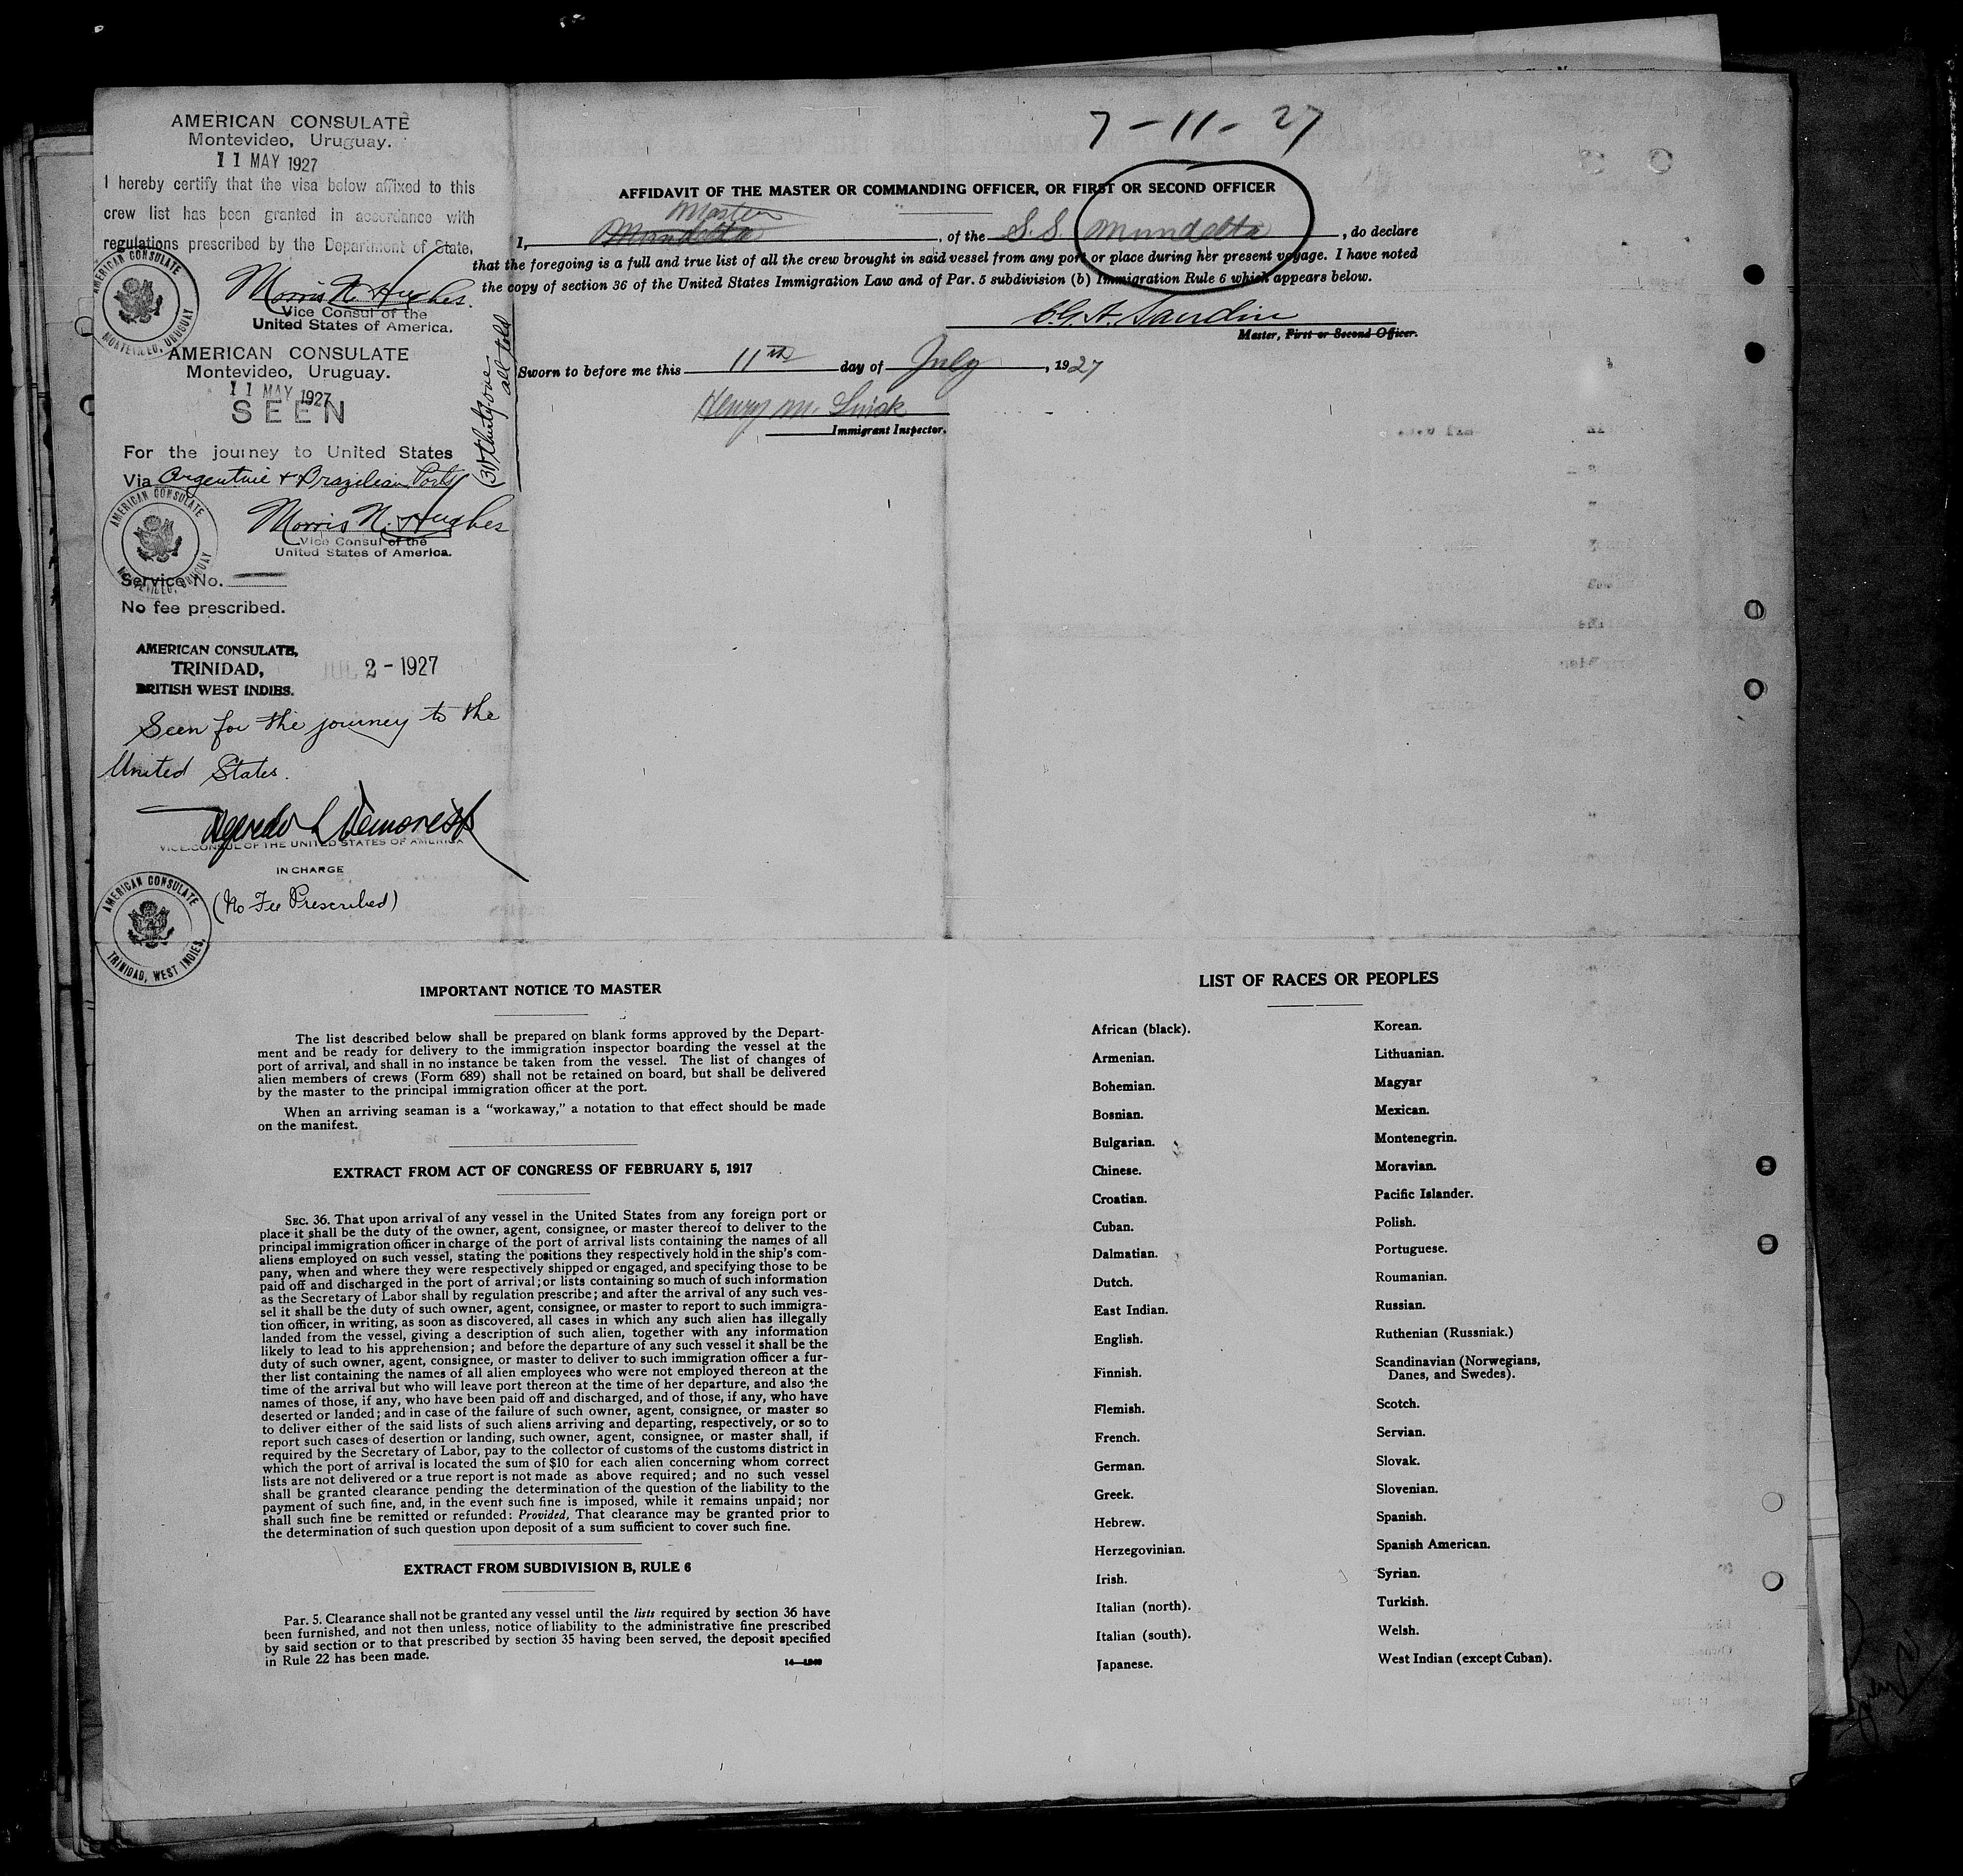 AMERICAN CONSULATE
Montevideo, Uruguay.
11 MAY 1927
I hereby certify that the visa below affixed to this
crew list has been granted in accordance with
regulations prescribed by the Department of State.
AMERICAN CONSULATE
MONTEVIDEO, URUGUAY
Morris N. Hughes.
Vice Consul of the
United States of America.
AMERICAN CONSULATE
Montevideo, Uruguay.
11 MAY 1927
SEEN
For the journey to United States
Via Argentine & Brazilian Ports
(31) thirty one
all told
AMERICAN CONSULATE
MONTEVIDEO, URUGUAY
Morris N. Hughes
Vice Consul of the
United States of America.
Service No.
No fee prescribed.
AMERICAN CONSULATE,
TRINIDAD,
BRITISH WEST INDIES.
JUL 2 - 1927
Seen for the journey to the
United States.
VICE CONSUL OF THE UNITED STATES OF AMERICA
IN CHARGE
(No Fee Prescribed)
AMERICAN CONSULATE
TRINIDAD, WEST INDIES
7-11-27
AFFIDAVIT OF THE MASTER OR COMMANDING OFFICER, OR FIRST OR SECOND OFFICER
Master
I, Mundelta, of the S.S. Mundelta, do declare
that the foregoing is a full and true list of all the crew brought in said vessel from any port or place during her present voyage. I have noted
the copy of section 36 of the United States Immigration Law and of Par. 5 subdivision (b) Immigration Rule 6 which appears below.
Master, First or Second Officer.
Sworn to before me this 11th day of July, 1927
Henry M.
Immigrant Inspector.
IMPORTANT NOTICE TO MASTER
The list described below shall be prepared on blank forms approved by the Depart-
ment and be ready for delivery to the immigration inspector boarding the vessel at the
port of arrival, and shall in no instance be taken from the vessel. The list of changes of
alien members of crews (Form 689) shall not be retained on board, but shall be delivered
by the master to the principal immigration officer at the port.
When an arriving seaman is a "workaway," a notation to that effect should be made
on the manifest.
EXTRACT FROM ACT OF CONGRESS OF FEBRUARY 5, 1917
SEC. 36. That upon arrival of any vessel in the United States from any foreign port or
place it shall be the duty of the owner, agent, consignee, or master thereof to deliver to the
principal immigration officer in charge of the port of arrival lists containing the names of all
aliens employed on such vessel, stating the positions they respectively hold in the ship's com-
pany, when and where they were respectively shipped or engaged, and specifying those to be
paid off and discharged in the port of arrival; or lists containing so much of such information
as the Secretary of Labor shall by regulation prescribe; and after the arrival of any such ves-
sel it shall be the duty of such owner, agent, consignee, or master to report to such immigra-
tion officer, in writing, as soon as discovered, all cases in which any such alien has illegally
landed from the vessel, giving a description of such alien, together with any information
likely to lead to his apprehension; and before the departure of any such vessel it shall be the
duty of such owner, agent, consignee, or master to deliver to such immigration officer a fur-
ther list containing the names of all alien employees who were not employed thereon at the
time of the arrival but who will leave port thereon at the time of her departure, and also the
names of those, if any, who have been paid off and discharged, and of those, if any, who have
deserted or landed; and in case of the failure of such owner, agent, consignee, or master so
to deliver either of the said lists of such aliens arriving and departing, respectively, or so to
report such cases of desertion or landing, such owner, agent, consignee, or master shall, if
required by the Secretary of Labor, pay to the collector of customs of the customs district in
which the port of arrival is located the sum of $10 for each alien concerning whom correct
lists are not delivered or a true report is not made as above required; and no such vessel
shall be granted clearance pending the determination of the question of the liability to the
payment of such fine, and, in the event such fine is imposed, while it remains unpaid; nor
shall such fine be remitted or refunded: Provided, That clearance may be granted prior to
the determination of such question upon deposit of a sum sufficient to cover such fine.
EXTRACT FROM SUBDIVISION B, RULE 6
Par. 5. Clearance shall not be granted any vessel until the lists required by section 36 have
been furnished, and not then unless, notice of liability to the administrative fine prescribed
by said section or to that prescribed by section 35 having been served, the deposit specified
in Rule 22 has been made.
LIST OF RACES OR PEOPLES
African (black).
Armenian.
Bohemian.
Bosnian.
Bulgarian.
Chinese.
Croatian.
Cuban.
Dalmatian.
Dutch.
East Indian.
English.
Finnish.
Flemish.
French.
German.
Greek.
Hebrew.
Herzegovinian.
Irish.
Italian (north).
Italian (south).
Japanese.
Korean.
Lithuanian.
Magyar
Mexican.
Montenegrin.
Moravian.
Pacific Islander.
Polish.
Portuguese.
Roumanian.
Russian.
Ruthenian (Russniak.)
Scandinavian (Norwegians,
Danes, and Swedes).
Scotch.
Servian.
Slovak.
Slovenian.
Spanish.
Spanish American.
Syrian.
Turkish.
Welsh.
West Indian (except Cuban).